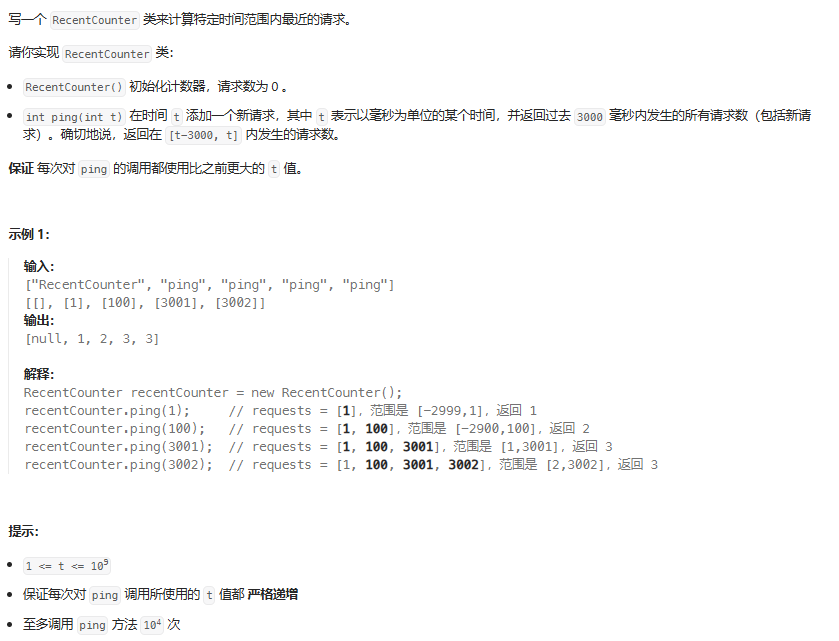 写一个 RecentCounter 类来计算特定时间范围内最近的请求。
请你实现 RecentCounter 类：
RecentCounter() 初始化计数器，请求数为 0 。
int ping(int t) 在时间 t 添加一个新请求，其中 t 表示以毫秒为单位的某个时间，并返回过去 3000 毫秒内发生的所有请求数（包括新请
求）。确切地说，返回在 [t-3000, t] 内发生的请求数。
保证 每次对 ping 的调用都使用比之前更大的 t 值。
示例 1：
输入：
["RecentCounter", "ping", "ping", "ping", "ping"]
[[], [1], [100], [3001], [3002]]
输出：
[null, 1, 2, 3, 3]
解释：
RecentCounter recentCounter = new RecentCounter();
recentCounter.ping(1);     // requests = [1]，范围是 [-2999,1]，返回 1
recentCounter.ping(100);   // requests = [1, 100]，范围是 [-2900,100]，返回 2
recentCounter.ping(3001);  // requests = [1, 100, 3001]，范围是 [1,3001]，返回 3
recentCounter.ping(3002);  // requests = [1, 100, 3001, 3002]，范围是 [2,3002]，返回 3
提示：
1 <= t <= 10⁹
保证每次对 ping 调用所使用的 t 值都 严格递增
至多调用 ping 方法 10⁴ 次